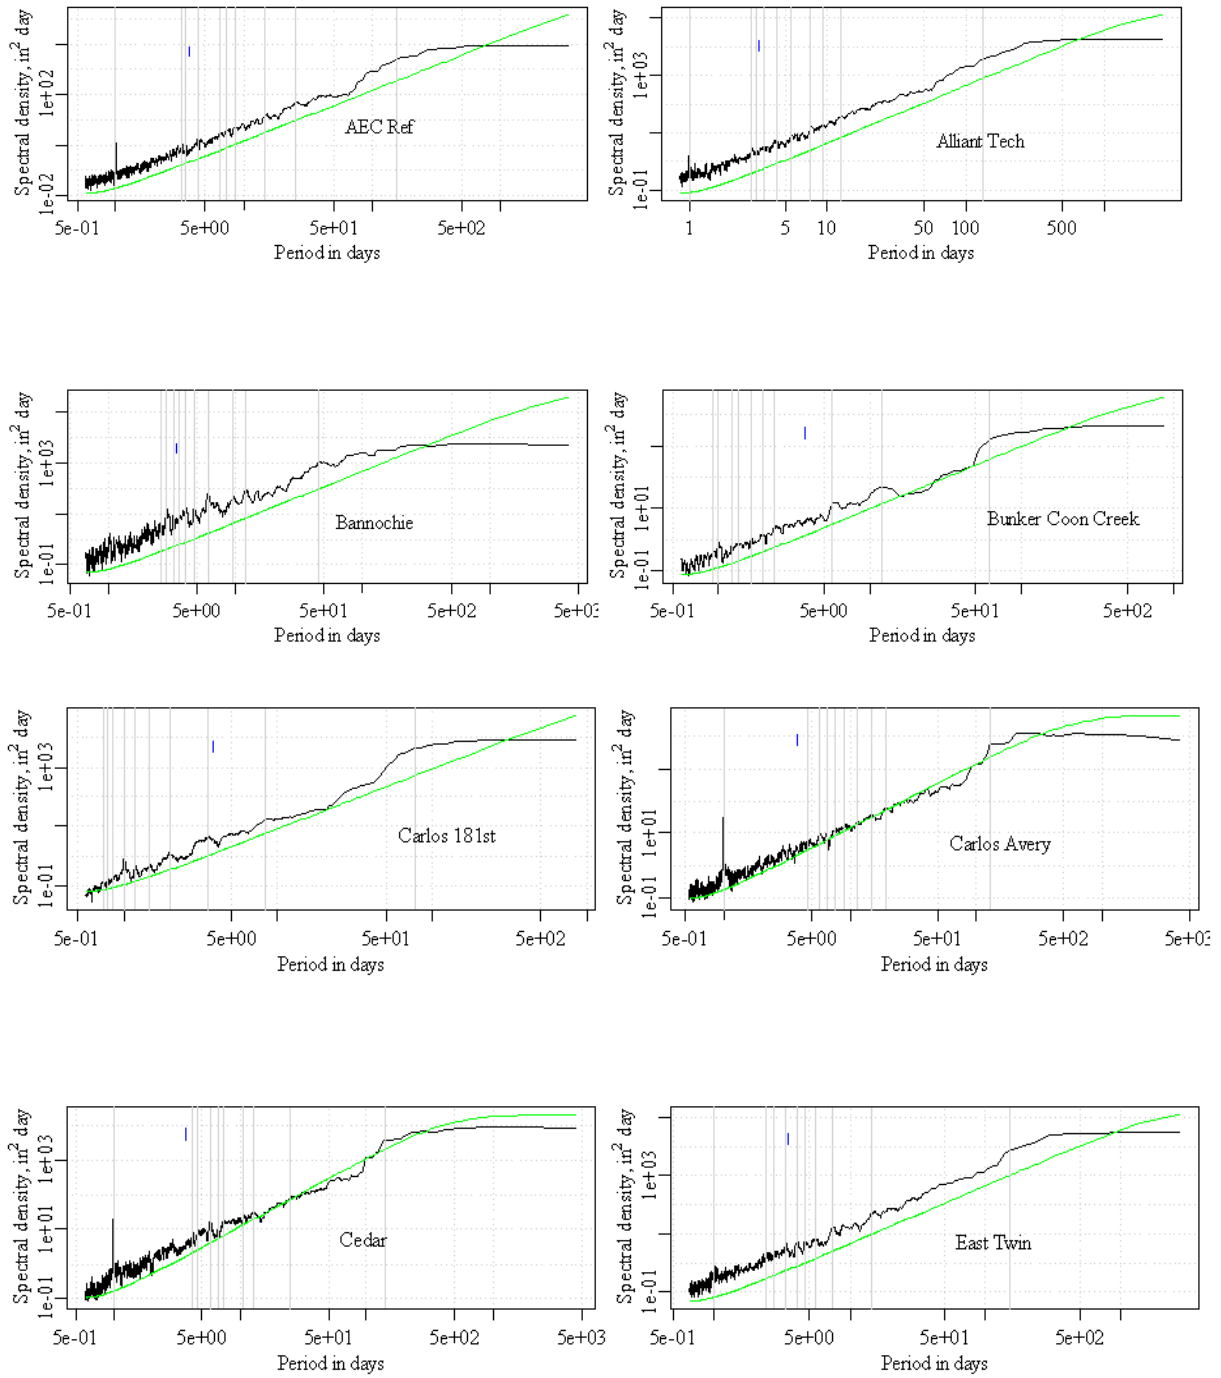 Spectral density, in2 day
1e+02
1e-02
AEC Ref
5e-01 5e+00 5e+01 5e+02
Period in days
Spectral density, in2 day
1e+03
1e-01
Alliant Tech
1 5 10 50 100 500
Period in days
Spectral density, in2 day
1e+03
1e-01
Bannochie
5e-01 5e+00 5e+01 5e+02 5e+03
Period in days
Spectral density, in2 day
1e+01
1e-01
Bunker Coon Creek
5e-01 5e+00 5e+01 5e+02
Period in days
Spectral density, in2 day
1e+03
1e-01
Carlos 181st
5e-01 5e+00 5e+01 5e+02
Period in days
Spectral density, in2 day
1e+01
1e-01
Carlos Avery
5e-01 5e+00 5e+01 5e+02 5e+03
Period in days
Spectral density, in2 day
1e+03
1e+01
1e-01
Cedar
5e-01 5e+00 5e+01 5e+02 5e+03
Period in days
Spectral density, in2 day
1e+03
1e-01
East Twin
5e-01 5e+00 5e+01 5e+02
Period in days